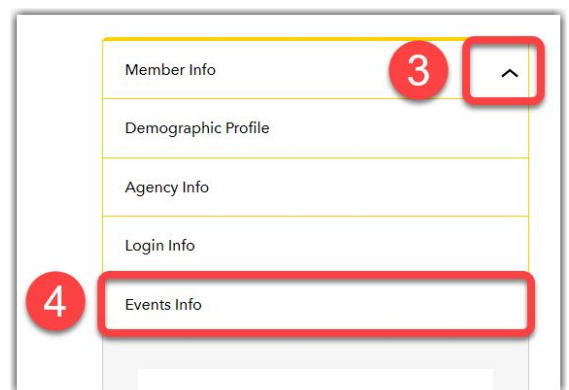 Member Info
3
Demographic Profile
Agency Info
Login Info
4
Events Info